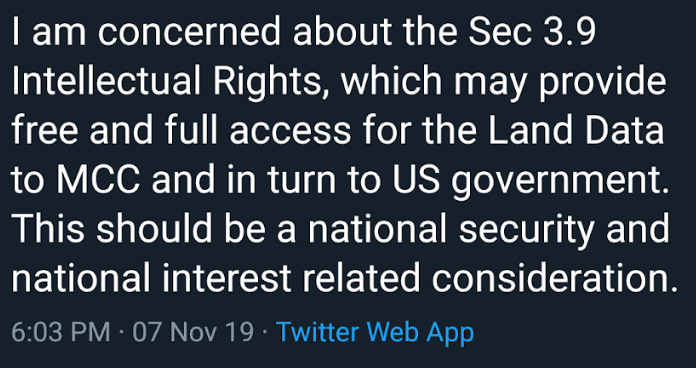 I am concerned about the Sec 3.9
Intellectual Rights, which may provide
free and full access for the Land Data
to MCC and in turn to US government.
This should be a national security and
national interest related consideration.
6:03 PM · 07 Nov 19 · Twitter Web App